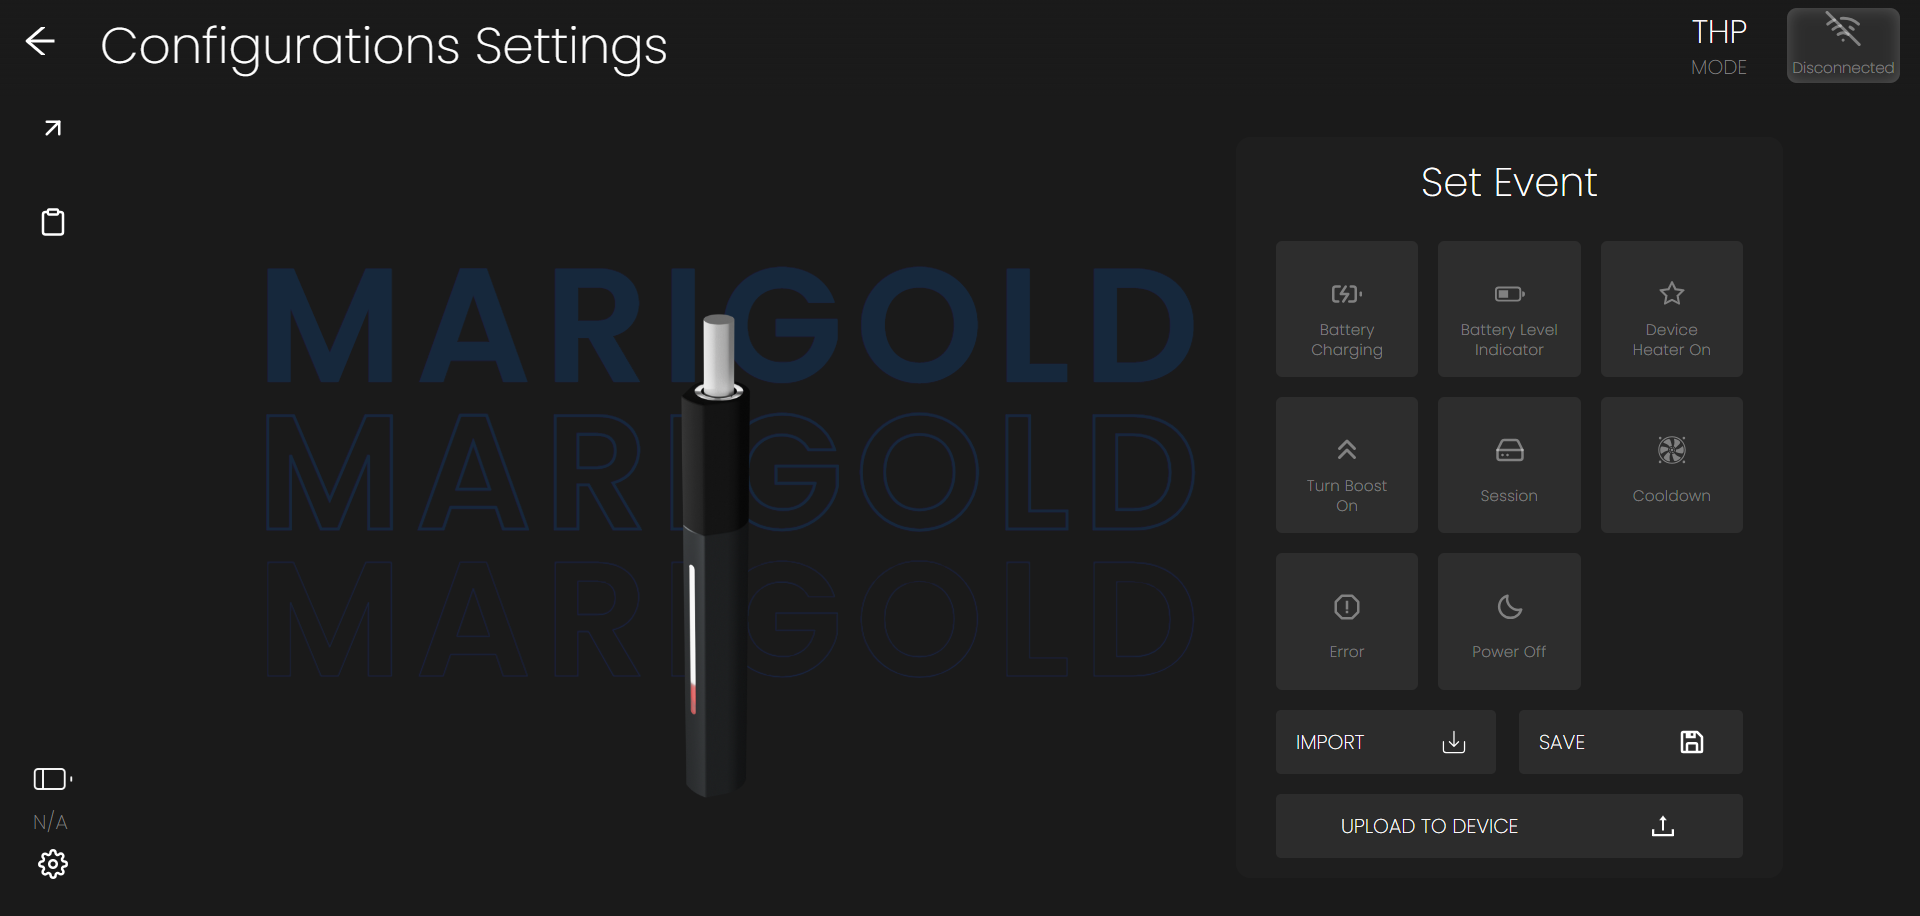 Configurations Settings
THP
MODE
Disconnected
MARIGOLD
MARIGOLD
MARIGOLD
N/A
Set Event
Battery
Charging
Battery Level
Indicator
Device
Heater On
Turn Boost
On
Session
Cooldown
Error
Power Off
IMPORT
SAVE
UPLOAD TO DEVICE